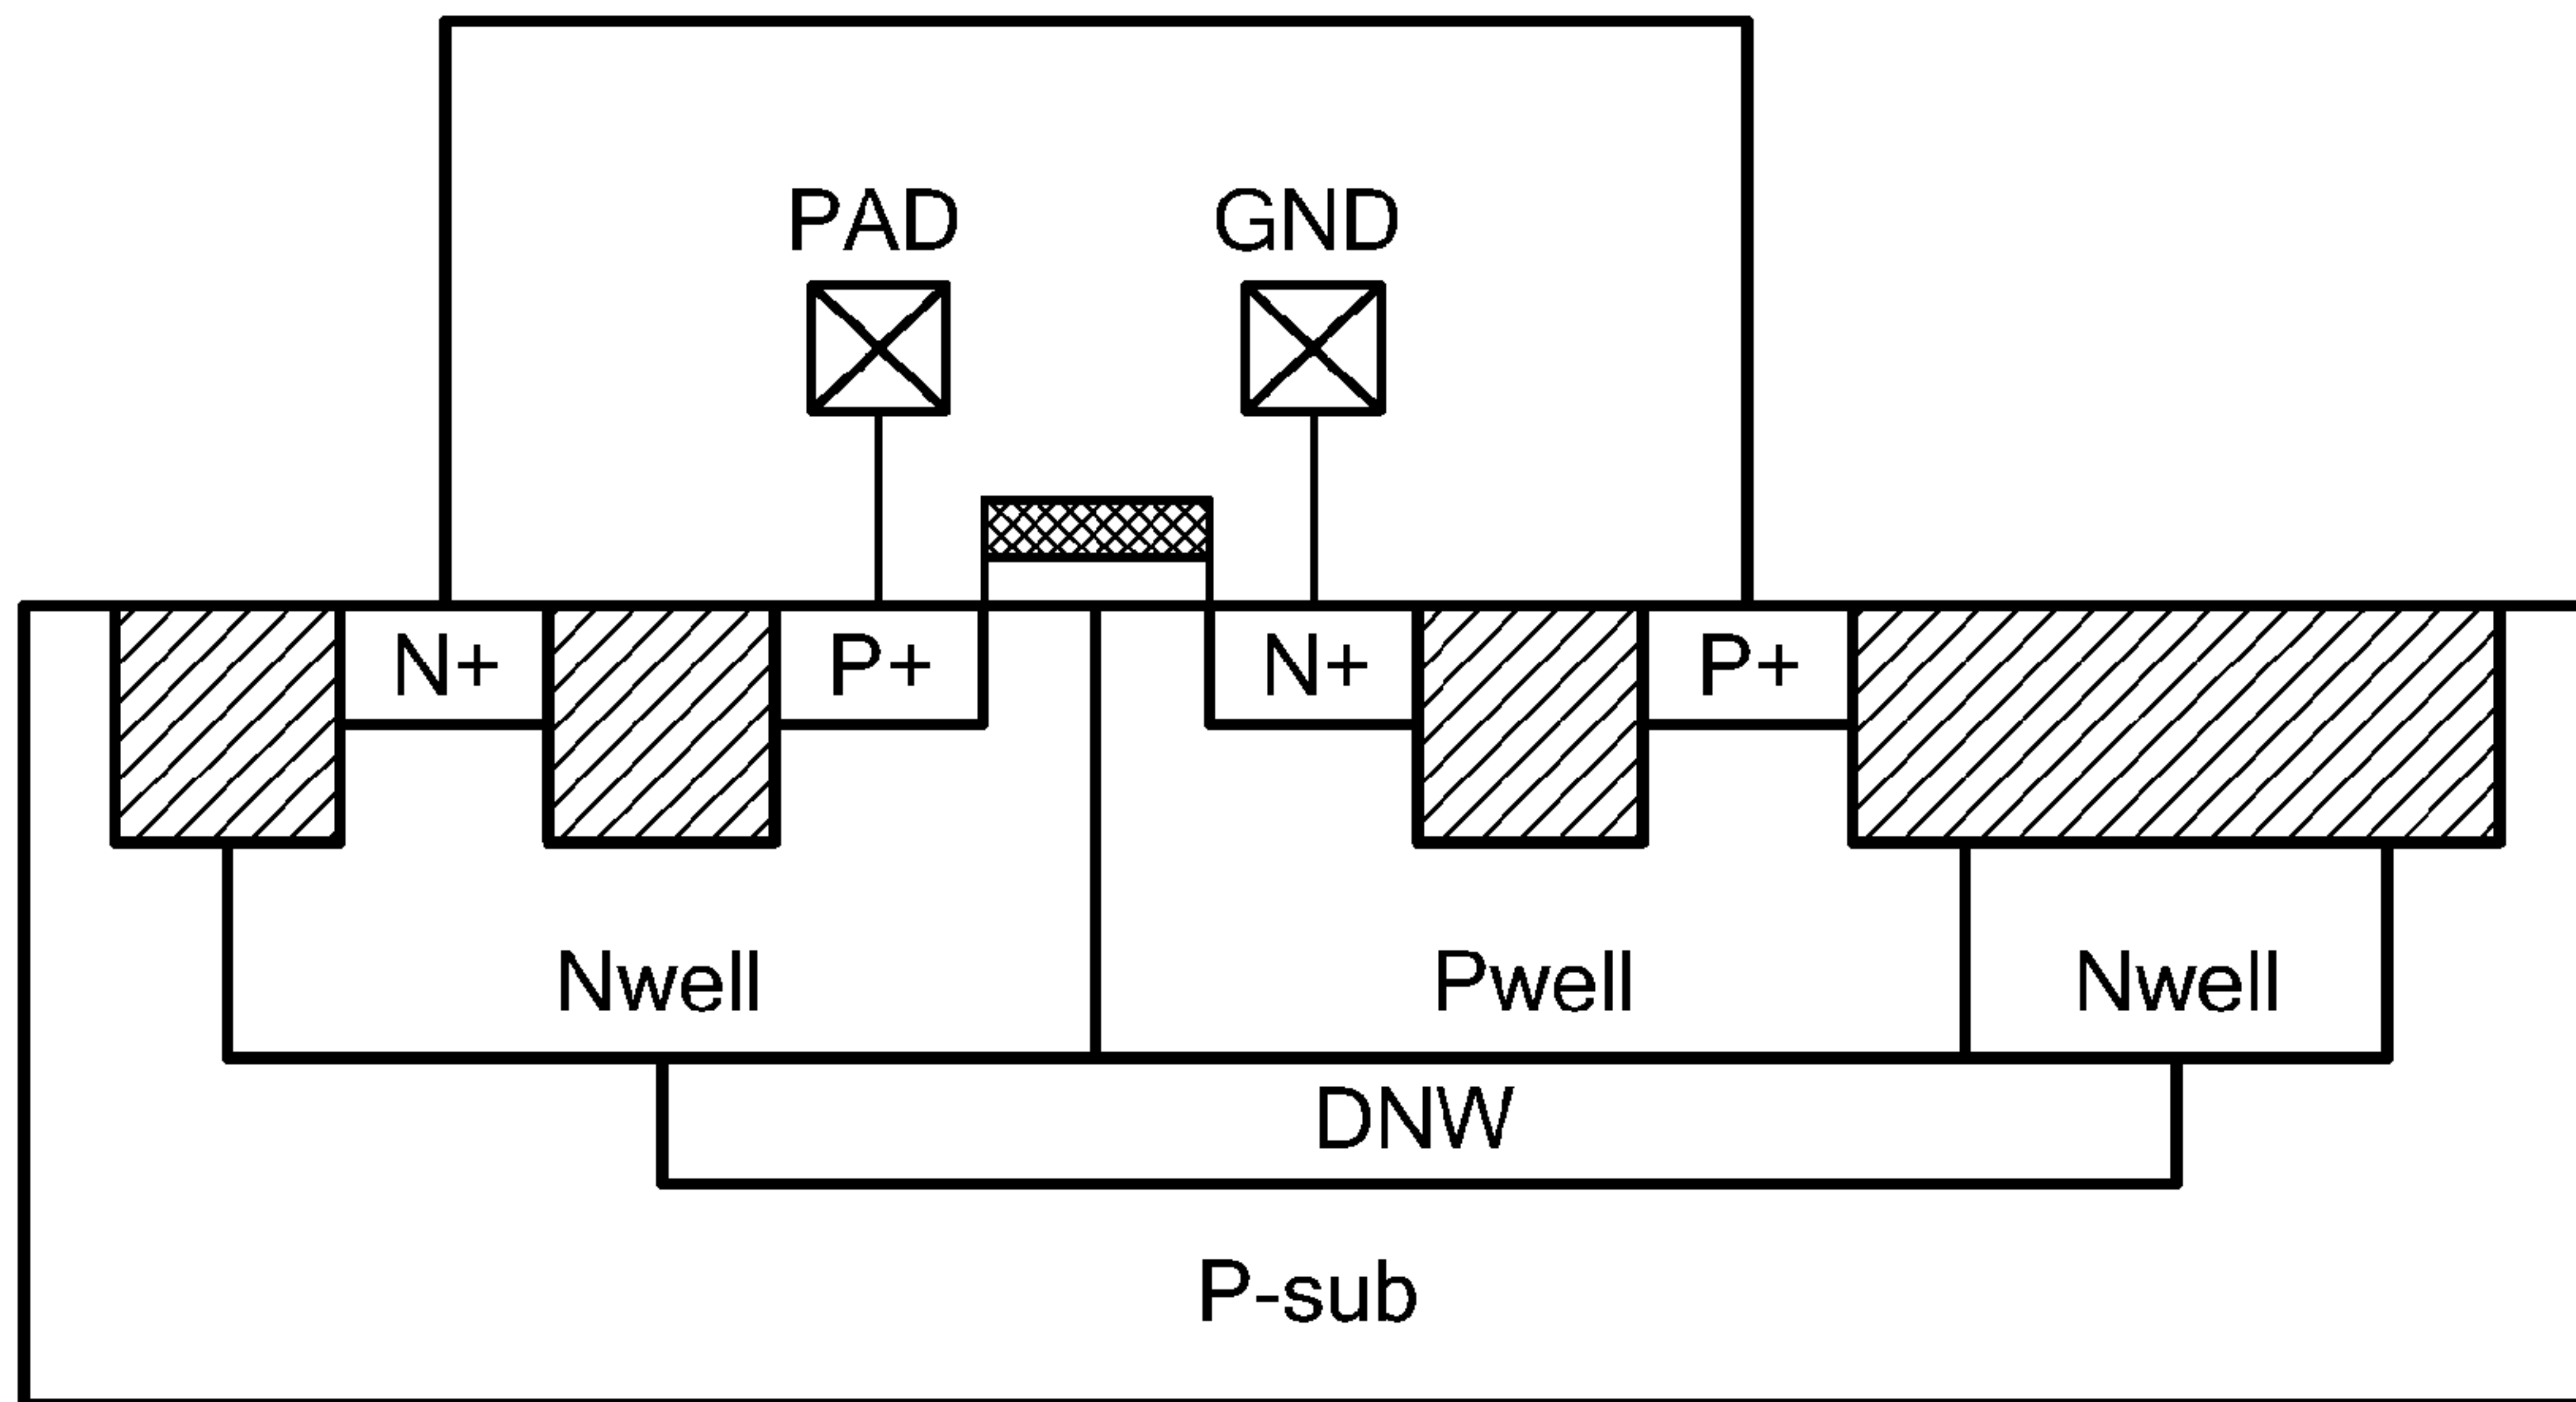 PAD GND
N+ P+ N+ P+
Nwell Pwell Nwell
DNW
P-sub